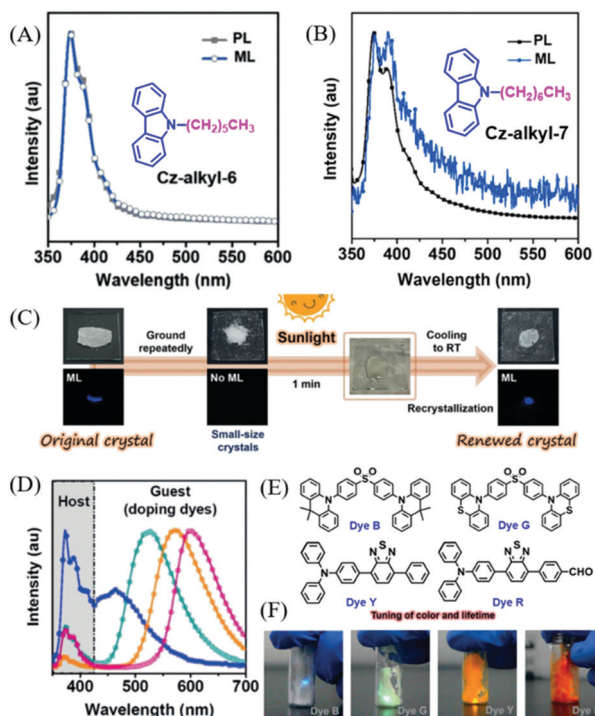 (A)
PL
ML
N
(CH₂)₅CH₃
Cz-alkyl-6
Intensity (au)
350 400 450 500 550 600
Wavelength (nm)
(B)
PL
ML
N
(CH₂)₆CH₃
Cz-alkyl-7
Intensity (au)
350 400 450 500 550 600
Wavelength (nm)
(C)
Ground
repeatedly
Sunlight
1 min
Cooling
to RT
Recrystallization
ML
No ML
ML
Original crystal
Small-size
crystals
Renewed crystal
(D)
Host
Guest
(doping dyes)
Intensity (au)
400 500 600 700
Wavelength (nm)
(E)
O O
S
N N
Dye B
O O
S
N N
S S
Dye G
S
N N
N
Dye Y
S
N N
N
CHO
Dye R
Tuning of color and lifetime
(F)
Dye B
Dye G
Dye Y
Dye